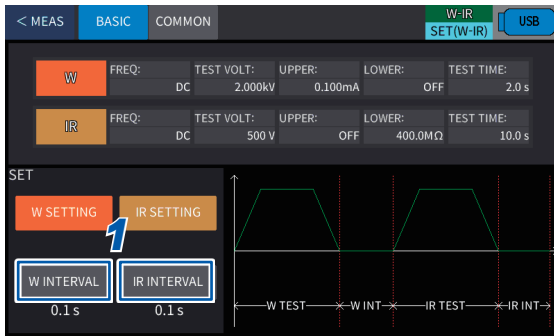 < MEAS BASIC COMMON W-IR USB
SET(W-IR)
W FREQ: TEST VOLT: UPPER: LOWER: TEST TIME:
DC 2.000kV 0.100mA OFF 2.0 s
IR FREQ: TEST VOLT: UPPER: LOWER: TEST TIME:
DC 500 V OFF 400.0MΩ 10.0 s
SET
W SETTING IR SETTING
1
W INTERVAL IR INTERVAL
0.1 s 0.1 s
W TEST W INT IR TEST IR INT